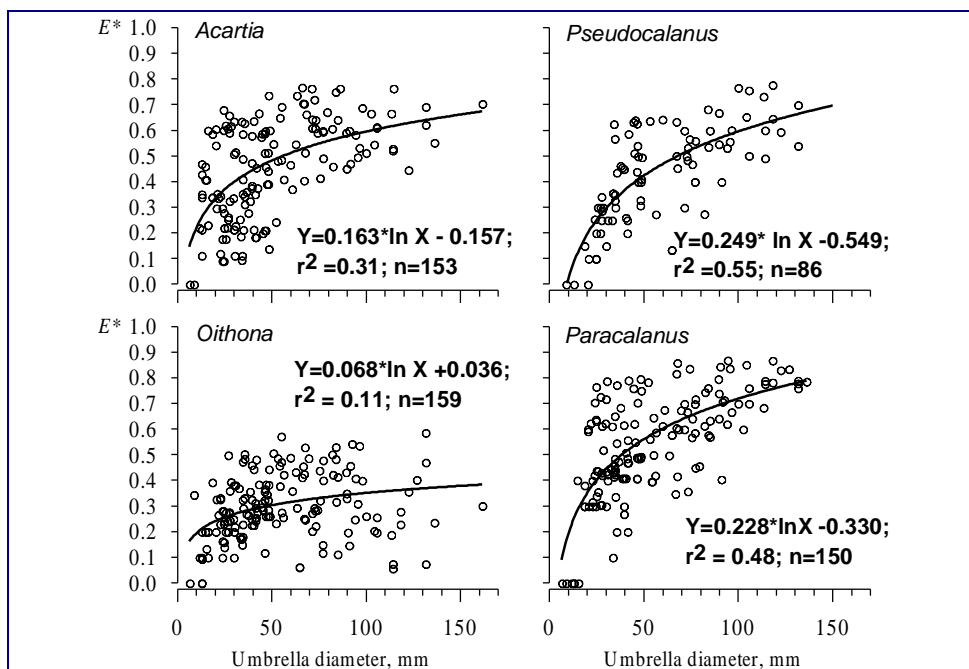 E* 1.0 Acartia Pseudocalanus
0.9
0.8
0.7
0.6
0.5
0.4
0.3
0.2
0.1
0.0
Y=0.163*ln X - 0.157;
r2 =0.31; n=153
Y=0.249* ln X -0.549;
r2 =0.55; n=86
E* 1.0 Oithona Paracalanus
0.9
0.8
0.7
0.6
0.5
0.4
0.3
0.2
0.1
0.0
Y=0.068*ln X +0.036;
r2 = 0.11; n=159
Y=0.228*lnX -0.330;
r2 = 0.48; n=150
0 50 100 150 0 50 100 150
Umbrella diameter, mm Umbrella diameter, mm